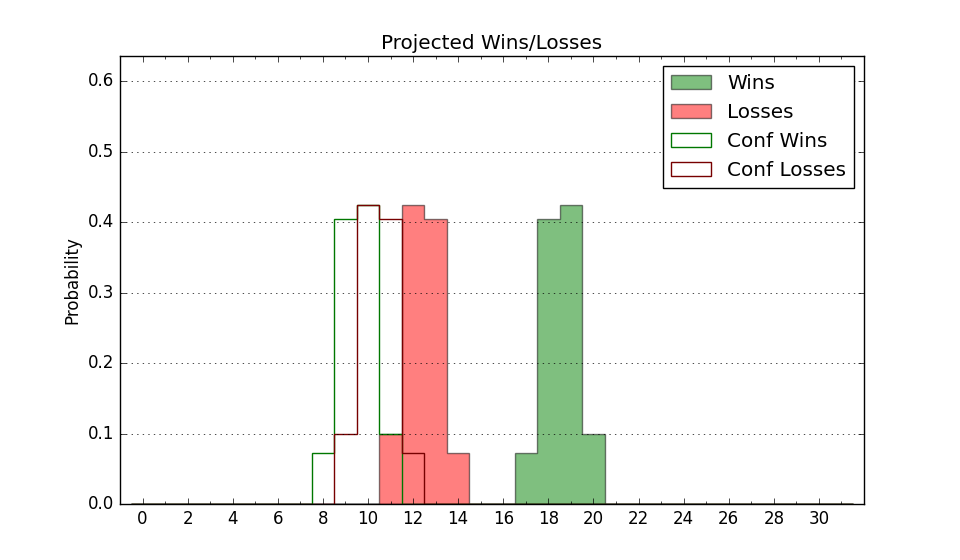 Projected Wins/Losses
Wins
Losses
Conf Wins
Conf Losses
Probability
0.6
0.5
0.4
0.3
0.2
0.1
0.0
0 2 4 6 8 10 12 14 16 18 20 22 24 26 28 30